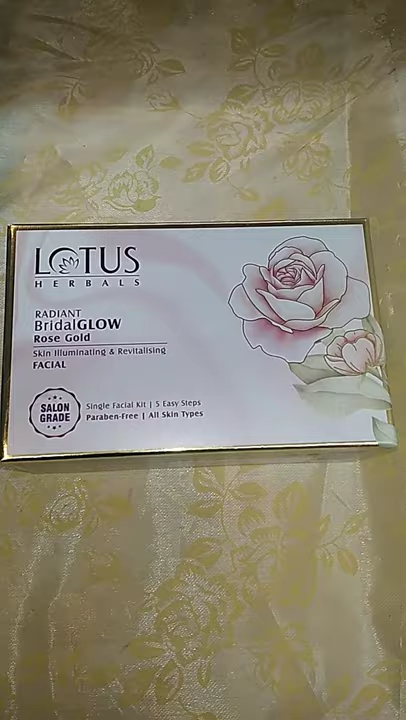 LOTUS
HERBALS
RADIANT
BridalGLOW
Rose Gold
Skin Illuminating & Revitalising
FACIAL
SALON
GRADE
Single Facial Kit | 5 Easy Steps
Paraben-Free | All Skin Types